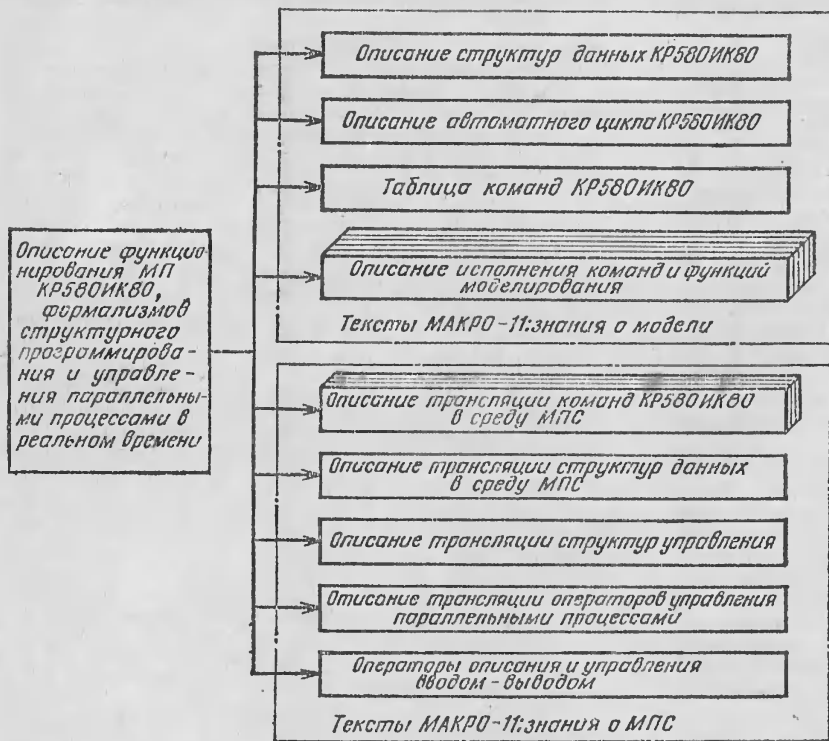 Описание функцио-
нирования МП
КР580ИК80,
формализмов
структурного
программирова-
ния и управле-
ния параллельны-
ми процессами в
реальном времени
Описание структур данных КР580ИК80
Описание автоматного цикла КР580ИК80
Таблица команд КР580ИК80
Описание исполнения команд и функций
моделирования
Тексты МАКРО-11: знания о модели
Описание трансляции команд КР580ИК80
в среду МПС
Описание трансляции структур данных
в среду МПС
Описание трансляции структур управления
Отисание трансляции операторов управления
параллельными процессами
Операторы описания и управления
вводом-выводом
Тексты МАКРО-11: знания о МПС